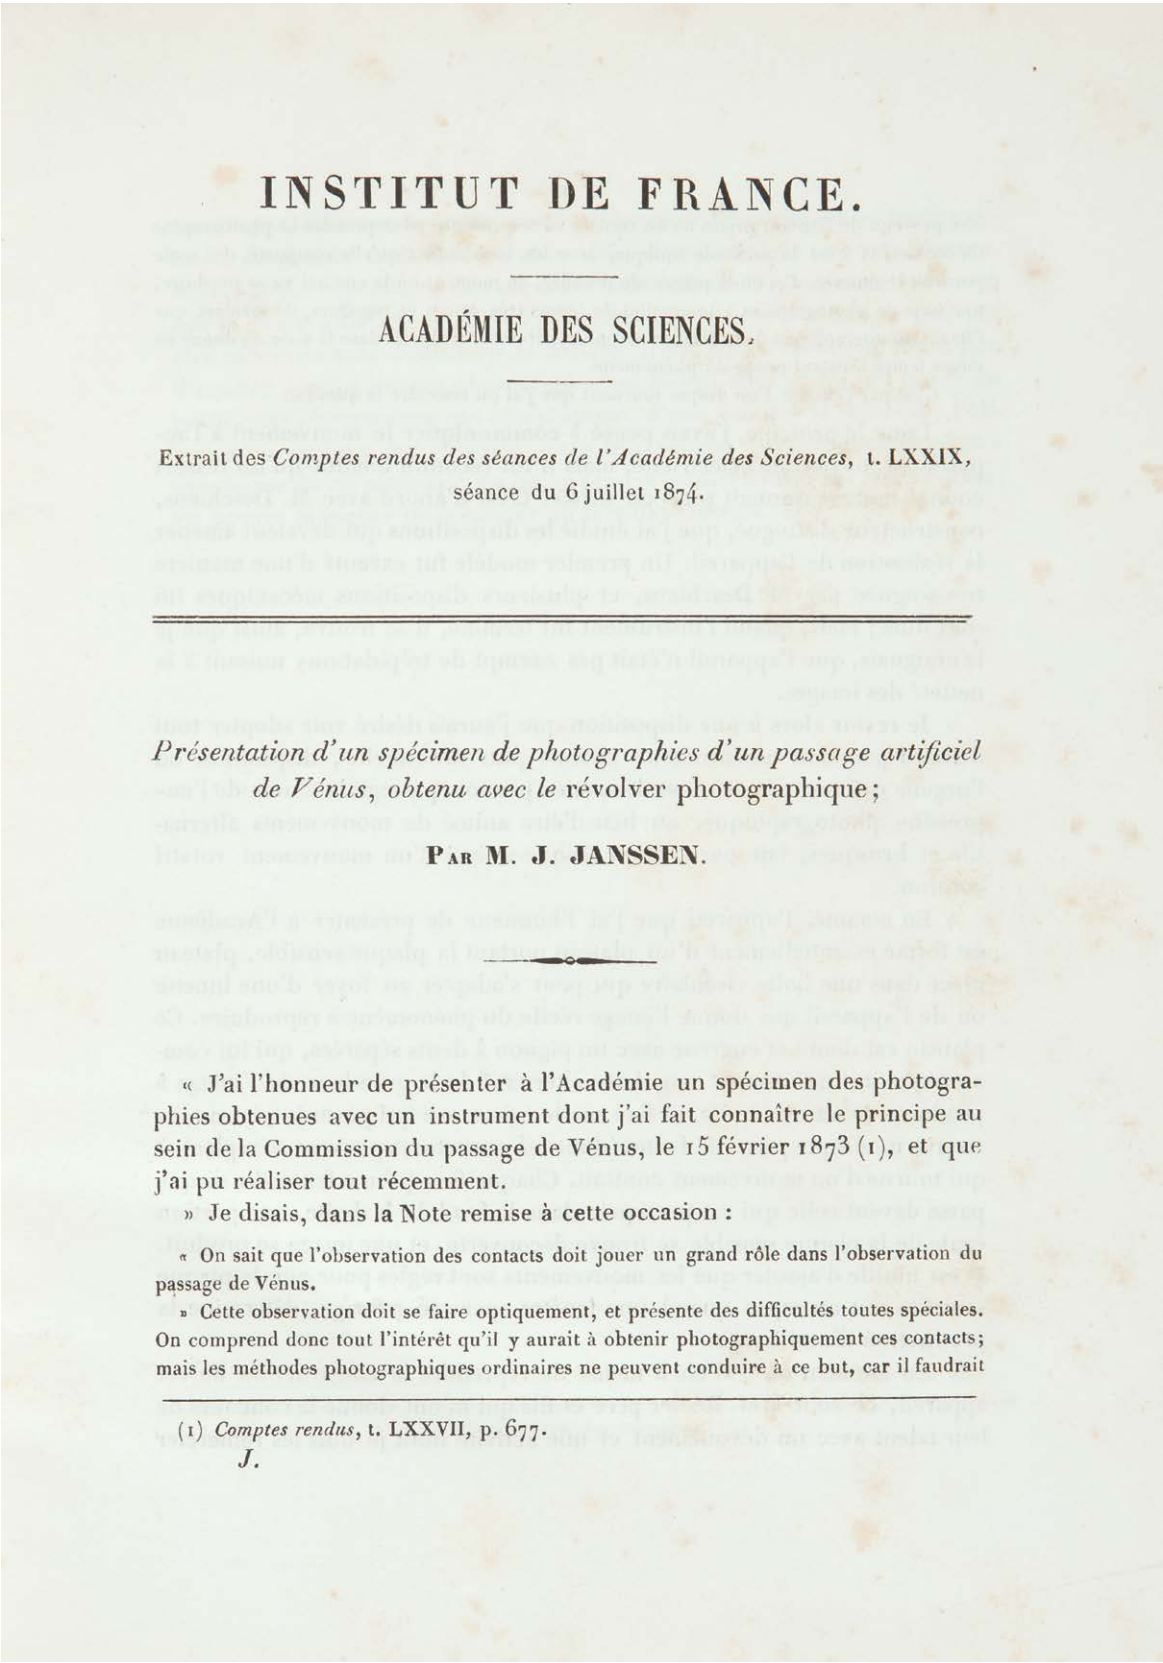 INSTITUT DE FRANCE.
ACADÉMIE DES SCIENCES.
Extrait des Comptes rendus des séances de l'Académie des Sciences, t. LXXIX,
séance du 6 juillet 1874.
Présentation d'un spécimen de photographies d'un passage artificiel
de Vénus, obtenu avec le révolver photographique;
PAR M. J. JANSSEN.
« J'ai l'honneur de présenter à l'Académie un spécimen des photogra-
phies obtenues avec un instrument dont j'ai fait connaître le principe au
sein de la Commission du passage de Vénus, le 15 février 1873 (1), et que
j'ai pu réaliser tout récemment.
» Je disais, dans la Note remise à cette occasion :
« On sait que l'observation des contacts doit jouer un grand rôle dans l'observation du
passage de Vénus.
» Cette observation doit se faire optiquement, et présente des difficultés toutes spéciales.
On comprend donc tout l'intérêt qu'il y aurait à obtenir photographiquement ces contacts;
mais les méthodes photographiques ordinaires ne peuvent conduire à ce but, car il faudrait
(1) Comptes rendus, t. LXXVII, p. 677.
J.